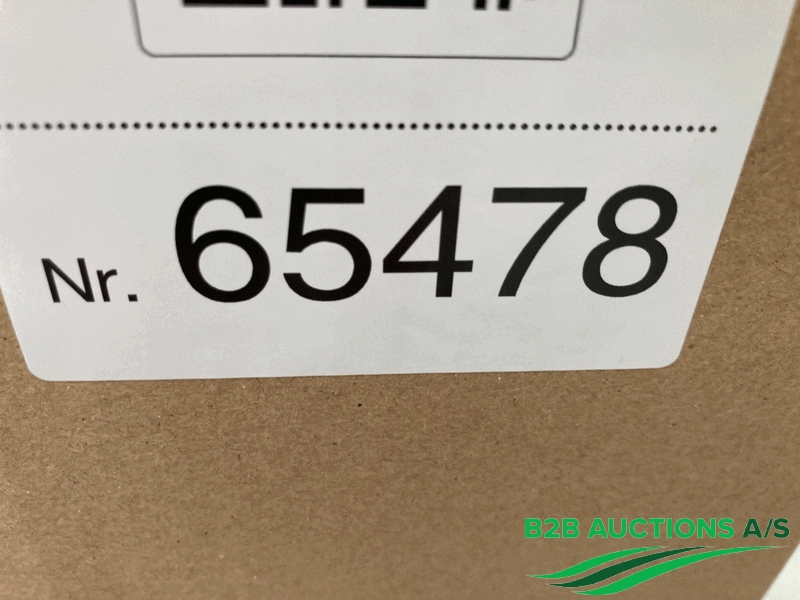 Nr. 65478
B2B AUCTIONS A/S